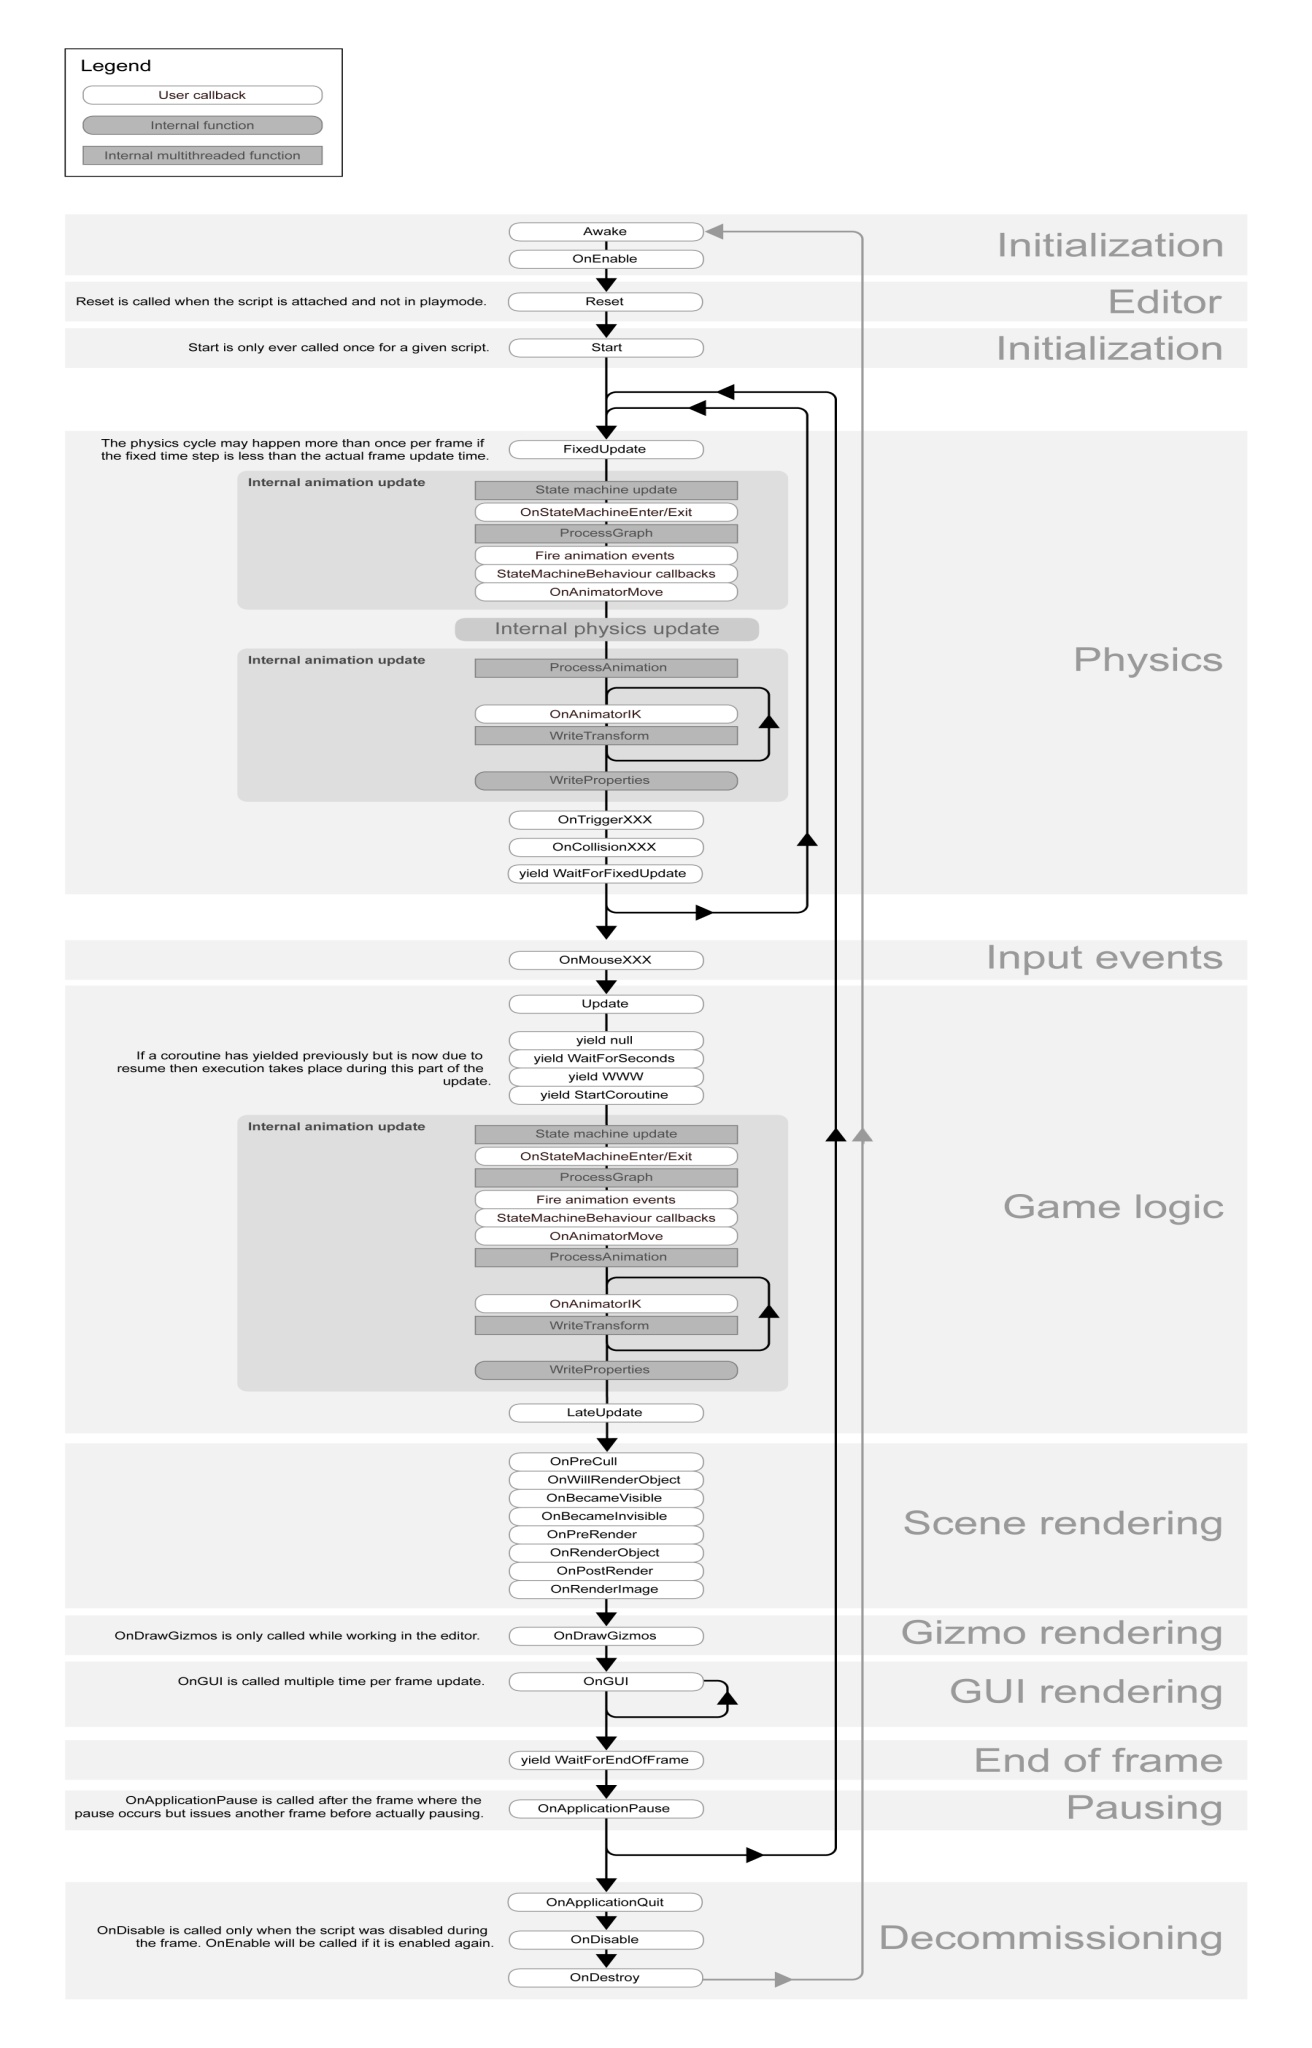 Legend
User callback
Internal function
Internal multithreaded function
Awake
OnEnable
Initialization
Reset is called when the script is attached and not in playmode.
Reset
Editor
Start is only ever called once for a given script.
Start
Initialization
The physics cycle may happen more than once per frame if
the fixed time step is less than the actual frame update time.
FixedUpdate
Internal animation update
State machine update
OnStateMachineEnter/Exit
ProcessGraph
Fire animation events
StateMachineBehaviour callbacks
OnAnimatorMove
Internal physics update
Physics
Internal animation update
ProcessAnimation
OnAnimatorIK
WriteTransform
WriteProperties
OnTriggerXXX
OnCollisionXXX
yield WaitForFixedUpdate
OnMouseXXX
Input events
Update
yield null
If a coroutine has yielded previously but is now due to
resume then execution takes place during this part of the
update.
yield WaitForSeconds
yield WWW
yield StartCoroutine
Internal animation update
State machine update
OnStateMachineEnter/Exit
ProcessGraph
Fire animation events
StateMachineBehaviour callbacks
OnAnimatorMove
ProcessAnimation
Game logic
OnAnimatorIK
WriteTransform
WriteProperties
LateUpdate
OnPreCull
OnWillRenderObject
OnBecameVisible
OnBecameInvisible
OnPreRender
OnRenderObject
OnPostRender
OnRenderImage
Scene rendering
OnDrawGizmos is only called while working in the editor.
OnDrawGizmos
Gizmo rendering
OnGUI is called multiple time per frame update.
OnGUI
GUI rendering
yield WaitForEndOfFrame
End of frame
OnApplicationPause is called after the frame where the
pause occurs but issues another frame before actually pausing.
OnApplicationPause
Pausing
OnApplicationQuit
OnDisable is called only when the script was disabled during
the frame. OnEnable will be called if it is enabled again.
OnDisable
Decommissioning
OnDestroy